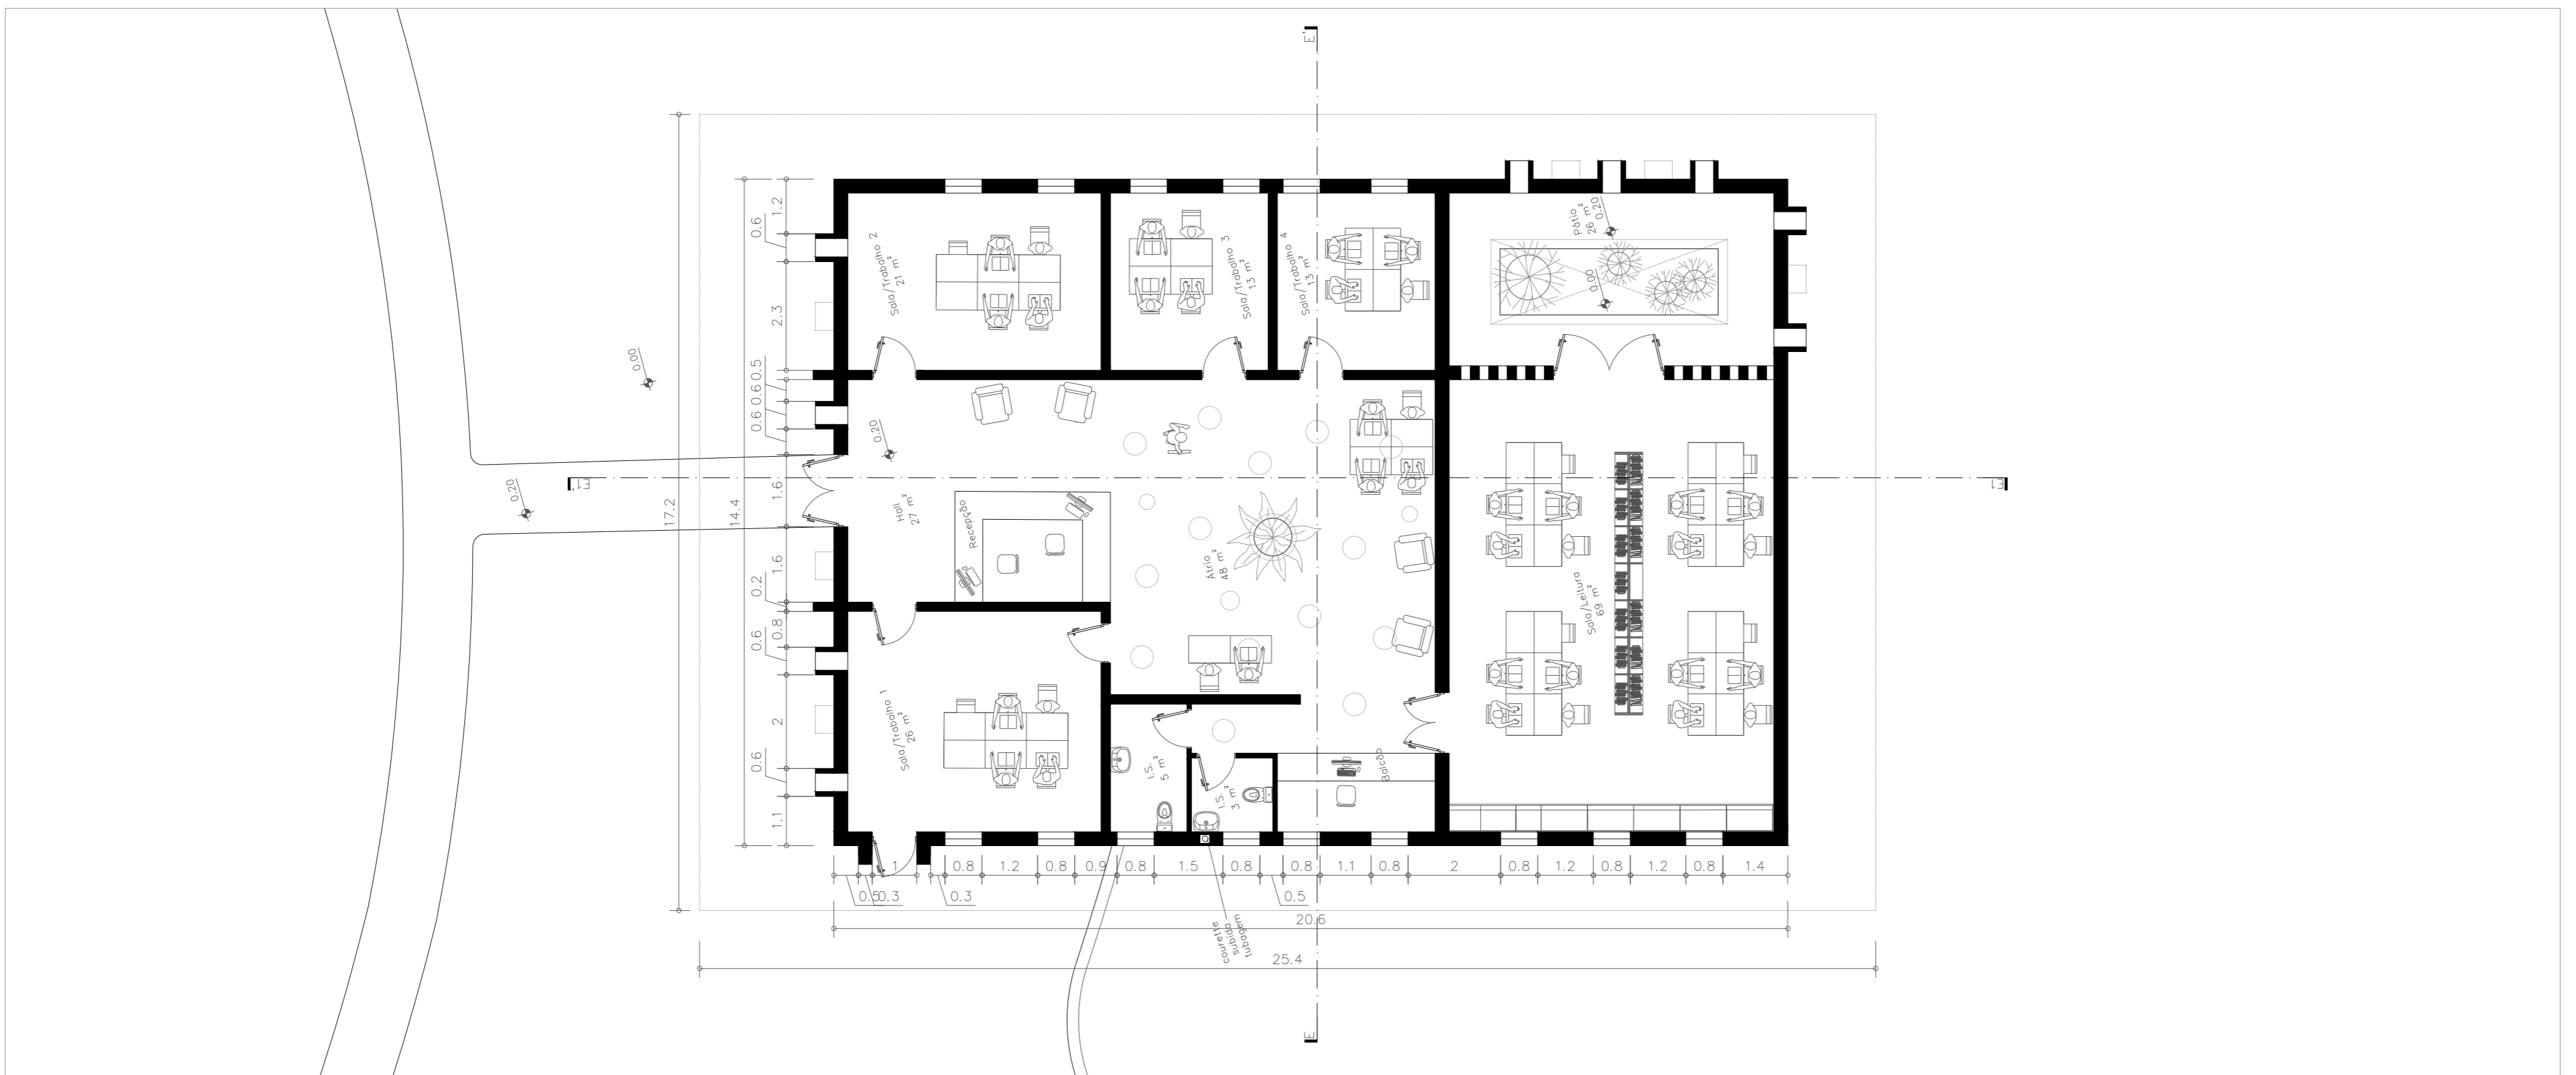 E'
Sala/Trabalho 2
21 m²
Sala/Trabalho 3
13 m²
Sala/Trabalho 4
13 m²
Pátio
26 m²
0.20
0.00
0.00
0.20
0.20
E1'
E1
Hall
27 m²
Recepção
Atrio
48 m²
Sala/Leitura
69 m²
Sala/Trabalho 1
26 m²
I.S.
5 m²
I.S.
3 m²
Balcão
17.2
14.4
1.2
0.6
2.3
0.5
0.6
0.6
1.6
1.6
0.2
0.8
0.6
2
0.6
1.1
1
0.8
1.2
0.8
0.9
0.8
1.5
0.8
0.8
1.1
0.8
2
0.8
1.2
0.8
1.2
0.8
1.4
0.5
0.3
0.3
0.5
20.6
courette
subida
tubagem
25.4
E